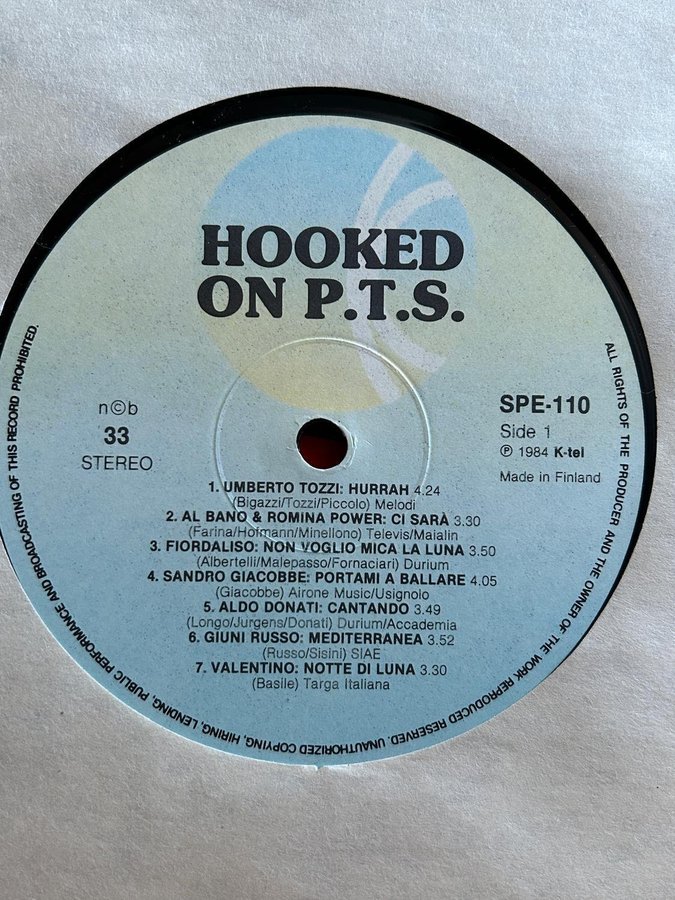 HOOKED
ON P.T.S.
n©b
33
STEREO
SPE-110
Side 1
℗ 1984 K-tel
Made in Finland
1. UMBERTO TOZZI: HURRAH 4.24
(Bigazzi/Tozzi/Piccolo) Melodi
2. AL BANO & ROMINA POWER: CI SARÀ 3.30
(Farina/Hofmann/Minellono) Televis/Maialin
3. FIORDALISO: NON VOGLIO MICA LA LUNA 3.50
(Albertelli/Malepasso/Fornaciari) Durium
4. SANDRO GIACOBBE: PORTAMI A BALLARE 4.05
(Giacobbe) Airone Music/Usignolo
5. ALDO DONATI: CANTANDO 3.49
(Longo/Jurgens/Donati) Durium/Accademia
6. GIUNI RUSSO: MEDITERRANEA 3.52
(Russo/Sisini) SIAE
7. VALENTINO: NOTTE DI LUNA 3.30
(Basile) Targa Italiana
ALL RIGHTS OF THE PRODUCER AND THE OWNER OF THE WORK REPRODUCED RESERVED. UNAUTHORIZED COPYING, HIRING, LENDING, PUBLIC PERFORMANCE AND BROADCASTING OF THIS RECORD PROHIBITED.